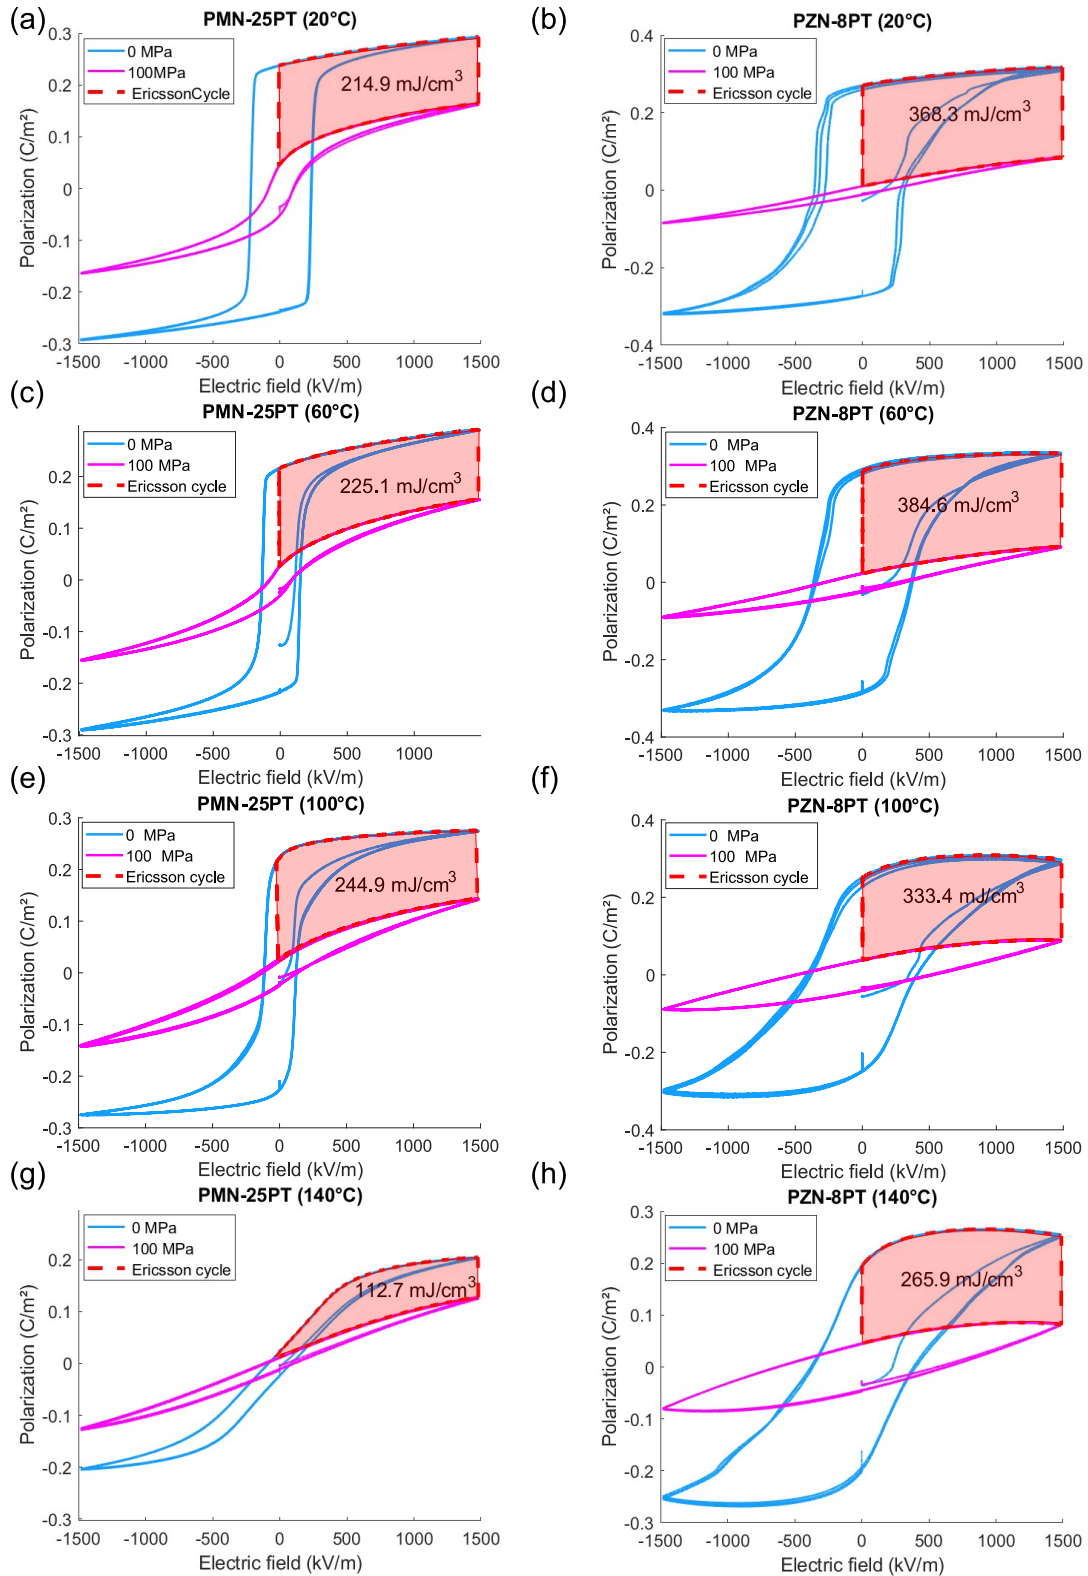 (a)
PMN-25PT (20°C)
0 MPa
100MPa
EricssonCycle
214.9 mJ/cm³
Polarization (C/m²)
0.3
0.2
0.1
0
-0.1
-0.2
-0.3
-1500 -1000 -500 0 500 1000 1500
Electric field (kV/m)
(b)
PZN-8PT (20°C)
0 MPa
100 MPa
Ericsson cycle
368.3 mJ/cm³
Polarization (C/m²)
0.4
0.2
0
-0.2
-0.4
-1500 -1000 -500 0 500 1000 1500
Electric field (kV/m)
(c)
PMN-25PT (60°C)
0 MPa
100 MPa
Ericsson cycle
225.1 mJ/cm³
Polarization (C/m²)
0.2
0.1
0
-0.1
-0.2
-0.3
-1500 -1000 -500 0 500 1000
Electric field (kV/m)
(d)
PZN-8PT (60°C)
0 MPa
100 MPa
Ericsson cycle
384.6 mJ/cm³
Polarization (C/m²)
0.4
0.2
0
-0.2
-0.4
-1500 -1000 -500 0 500 1000 1500
Electric field (kV/m)
(e)
PMN-25PT (100°C)
0 MPa
100 MPa
Ericsson cycle
244.9 mJ/cm³
Polarization (C/m²)
0.3
0.2
0.1
0
-0.1
-0.2
-0.3
-1500 -1000 -500 0 500 1000 1500
Electric field (kV/m)
(f)
PZN-8PT (100°C)
0 MPa
100 MPa
Ericsson cycle
333.4 mJ/cm³
Polarization (C/m²)
0.4
0.2
0
-0.2
-0.4
-1500 -1000 -500 0 500 1000 1500
Electric field (kV/m)
(g)
PMN-25PT (140°C)
0 MPa
100 MPa
Ericsson cycle
112.7 mJ/cm³
Polarization (C/m²)
0.2
0.1
0
-0.1
-0.2
-0.3
-1500 -1000 -500 0 500 1000 1500
Electric field (kV/m)
(h)
PZN-8PT (140°C)
0 MPa
100 MPa
Ericsson cycle
265.9 mJ/cm³
Polarization (C/m²)
0.3
0.2
0.1
0
-0.1
-0.2
-0.3
-1500 -1000 -500 0 500 1000 1500
Electric field (kV/m)